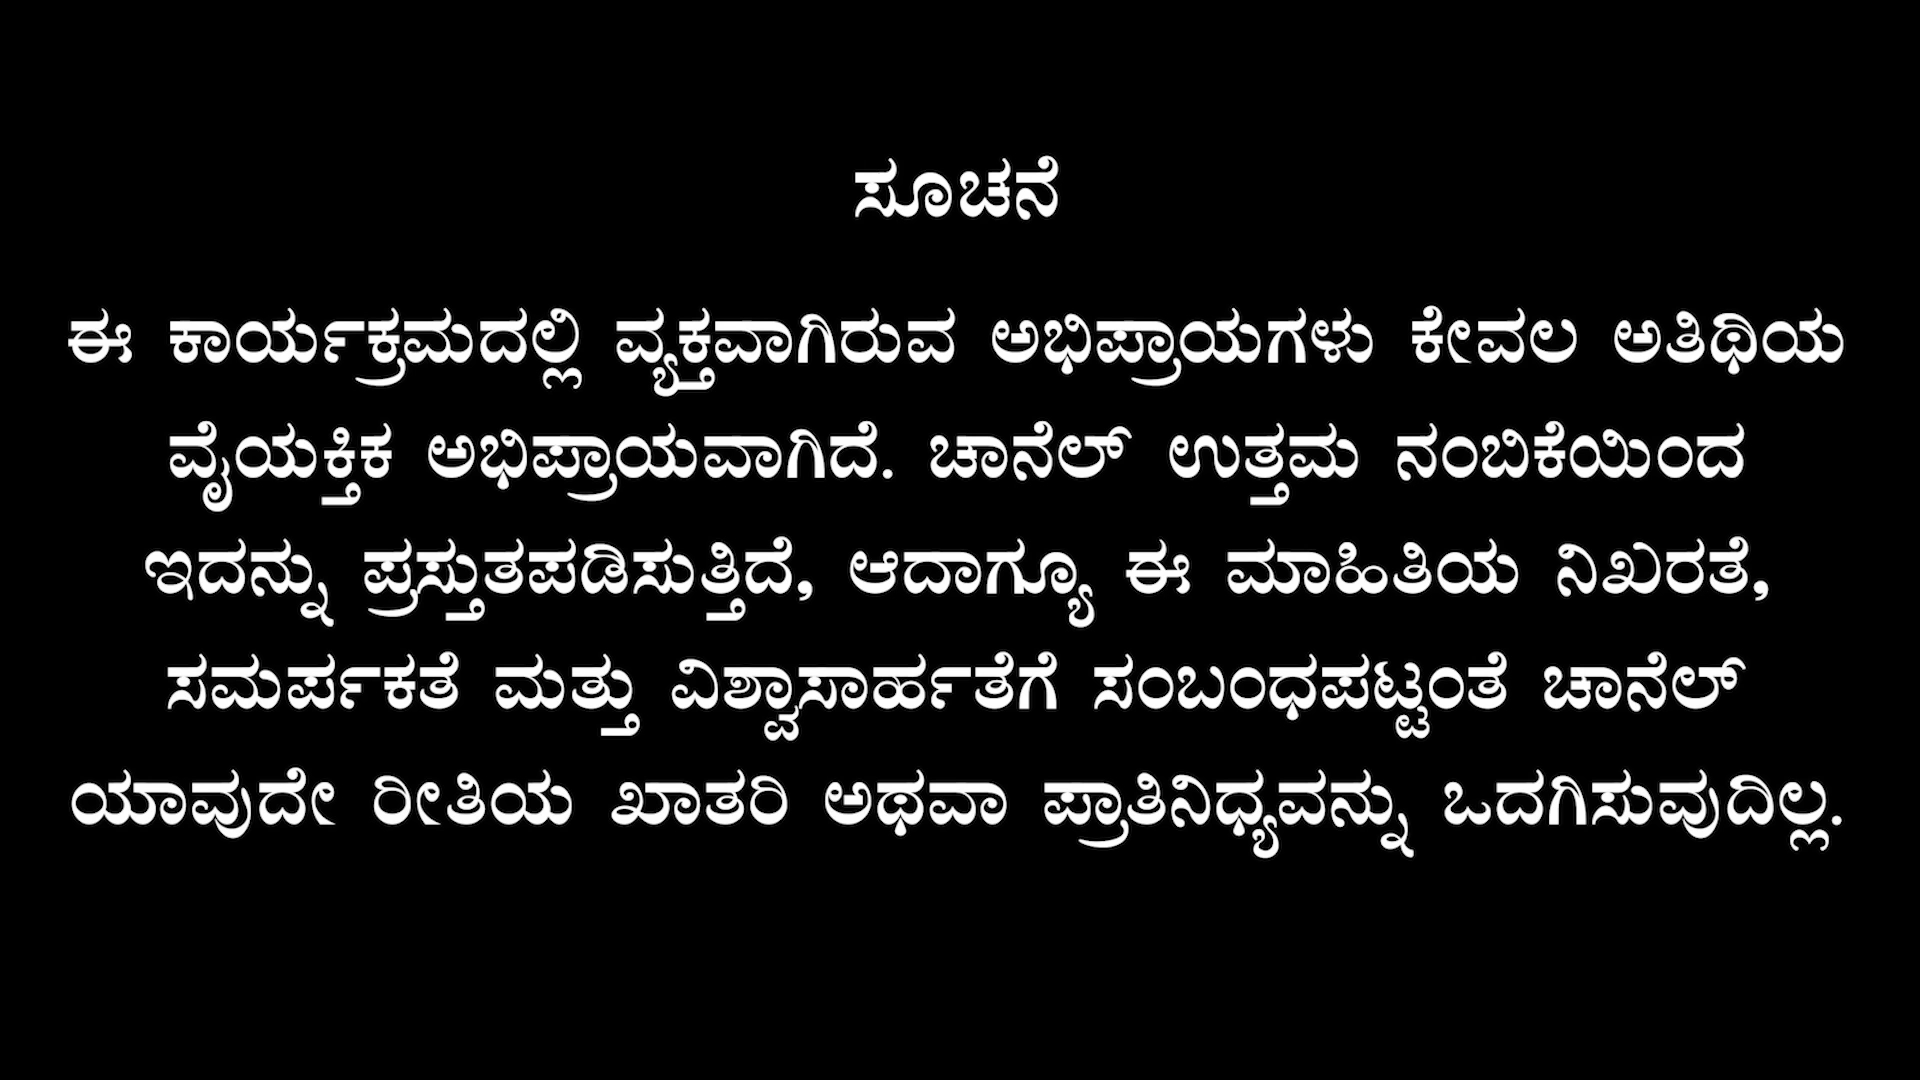 ಸೂಚನೆ
ಈ ಕಾರ್ಯಕ್ರಮದಲ್ಲಿ ವ್ಯಕ್ತವಾಗಿರುವ ಅಭಿಪ್ರಾಯಗಳು ಕೇವಲ ಅತಿಥಿಯ
ವೈಯಕ್ತಿಕ ಅಭಿಪ್ರಾಯವಾಗಿದೆ. ಚಾನೆಲ್ ಉತ್ತಮ ನಂಬಿಕೆಯಿಂದ
ಇದನ್ನು ಪ್ರಸ್ತುತಪಡಿಸುತ್ತಿದೆ, ಆದಾಗ್ಯೂ ಈ ಮಾಹಿತಿಯ ನಿಖರತೆ,
ಸಮರ್ಪಕತೆ ಮತ್ತು ವಿಶ್ವಾಸಾರ್ಹತೆಗೆ ಸಂಬಂಧಪಟ್ಟಂತೆ ಚಾನೆಲ್
ಯಾವುದೇ ರೀತಿಯ ಖಾತರಿ ಅಥವಾ ಪ್ರಾತಿನಿಧ್ಯವನ್ನು ಒದಗಿಸುವುದಿಲ್ಲ.